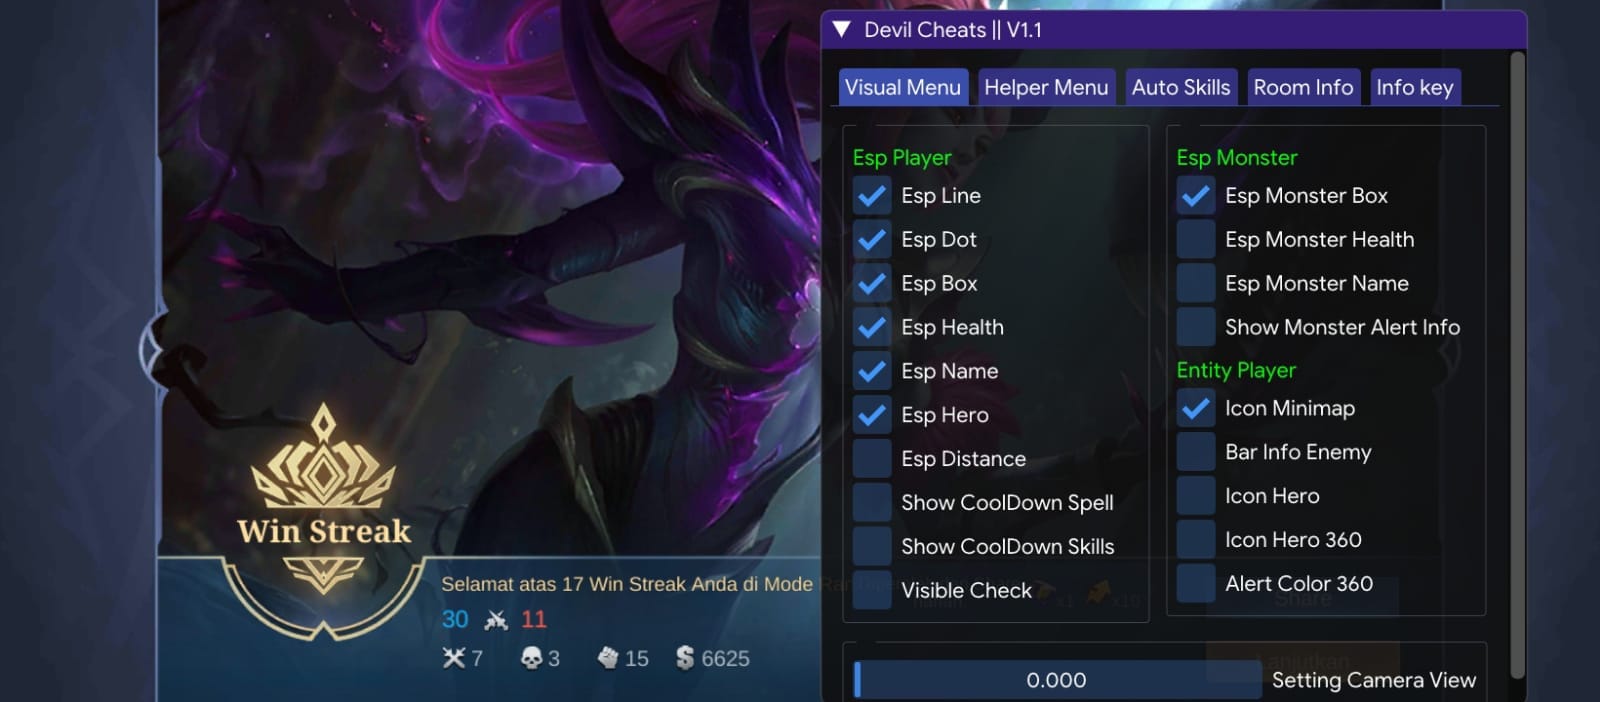 Devil Cheats || V1.1
Visual Menu
Helper Menu
Auto Skills
Room Info
Info key
Esp Player
Esp Line
Esp Dot
Esp Box
Esp Health
Esp Name
Esp Hero
Esp Distance
Show CoolDown Spell
Show CoolDown Skills
Visible Check
Esp Monster
Esp Monster Box
Esp Monster Health
Esp Monster Name
Show Monster Alert Info
Entity Player
Icon Minimap
Bar Info Enemy
Icon Hero
Icon Hero 360
Alert Color 360
0.000
Setting Camera View
Win Streak
Selamat atas 17 Win Streak Anda di Mode
30 11
7 3 15 6625
x1 x10
Share
Lanjutkan